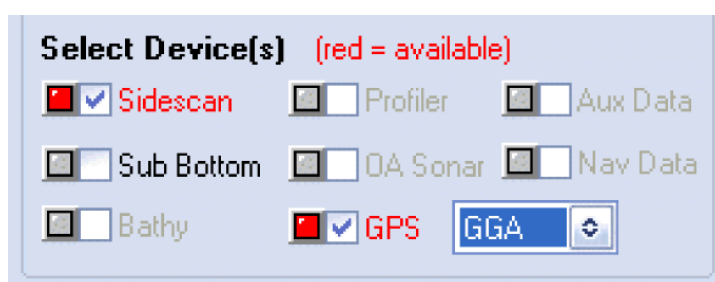 Select Device(s) (red = available)
Sidescan Profiler Aux Data
Sub Bottom OA Sonar Nav Data
Bathy GPS GGA